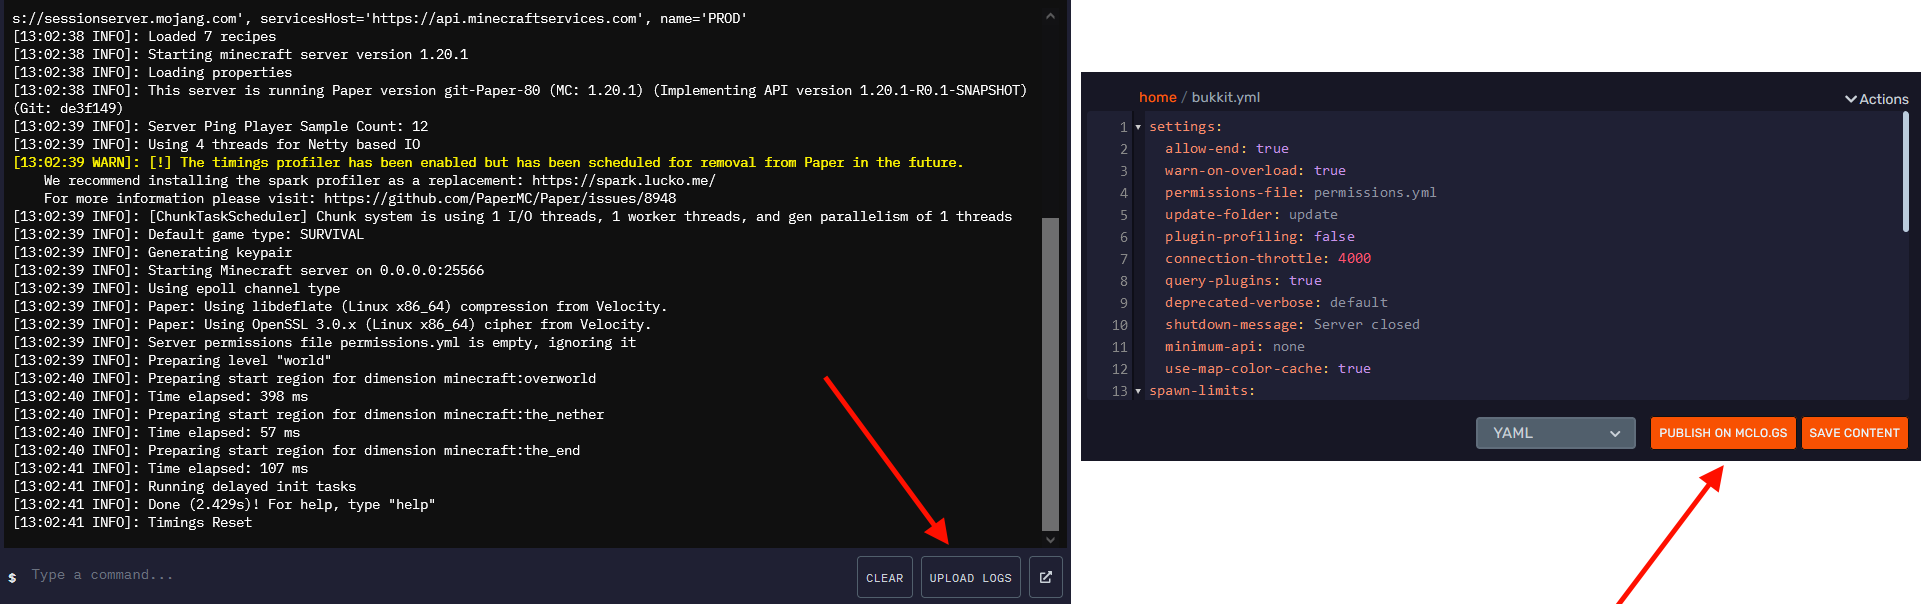 s://sessionserver.mojang.com', servicesHost='https://api.minecraftservices.com', name='PROD'
[13:02:38 INFO]: Loaded 7 recipes
[13:02:38 INFO]: Starting minecraft server version 1.20.1
[13:02:38 INFO]: Loading properties
[13:02:38 INFO]: This server is running Paper version git-Paper-80 (MC: 1.20.1) (Implementing API version 1.20.1-R0.1-SNAPSHOT)
(Git: de3f149)
[13:02:39 INFO]: Server Ping Player Sample Count: 12
[13:02:39 INFO]: Using 4 threads for Netty based IO
[13:02:39 WARN]: [!] The timings profiler has been enabled but has been scheduled for removal from Paper in the future.
    We recommend installing the spark profiler as a replacement: https://spark.lucko.me/
    For more information please visit: https://github.com/PaperMC/Paper/issues/8948
[13:02:39 INFO]: [ChunkTaskScheduler] Chunk system is using 1 I/O threads, 1 worker threads, and gen parallelism of 1 threads
[13:02:39 INFO]: Default game type: SURVIVAL
[13:02:39 INFO]: Generating keypair
[13:02:39 INFO]: Starting Minecraft server on 0.0.0.0:25566
[13:02:39 INFO]: Using epoll channel type
[13:02:39 INFO]: Paper: Using libdeflate (Linux x86_64) compression from Velocity.
[13:02:39 INFO]: Paper: Using OpenSSL 3.0.x (Linux x86_64) cipher from Velocity.
[13:02:39 INFO]: Server permissions file permissions.yml is empty, ignoring it
[13:02:39 INFO]: Preparing level "world"
[13:02:40 INFO]: Preparing start region for dimension minecraft:overworld
[13:02:40 INFO]: Time elapsed: 398 ms
[13:02:40 INFO]: Preparing start region for dimension minecraft:the_nether
[13:02:40 INFO]: Time elapsed: 57 ms
[13:02:40 INFO]: Preparing start region for dimension minecraft:the_end
[13:02:41 INFO]: Time elapsed: 107 ms
[13:02:41 INFO]: Running delayed init tasks
[13:02:41 INFO]: Done (2.429s)! For help, type "help"
[13:02:41 INFO]: Timings Reset
$ Type a command...
CLEAR
UPLOAD LOGS
home / bukkit.yml
Actions
1 settings:
2   allow-end: true
3   warn-on-overload: true
4   permissions-file: permissions.yml
5   update-folder: update
6   plugin-profiling: false
7   connection-throttle: 4000
8   query-plugins: true
9   deprecated-verbose: default
10   shutdown-message: Server closed
11   minimum-api: none
12   use-map-color-cache: true
13 spawn-limits:
YAML
PUBLISH ON MCLO.GS
SAVE CONTENT